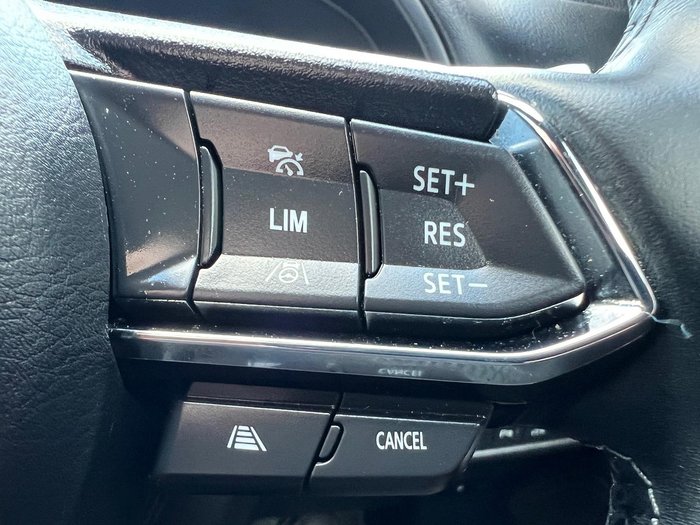 SET+
LIM
RES
SET-
CANCEL